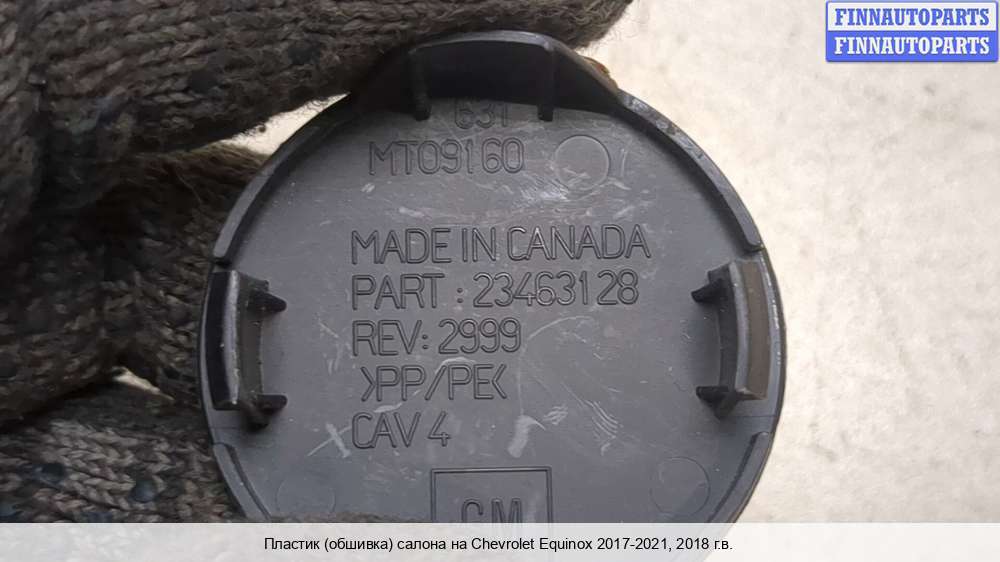 FINNAUTOPARTS
FINNAUTOPARTS
631
MT09160
MADE IN CANADA
PART : 23463128
REV: 2999
>PP/PE<
CAV 4
GM
Пластик (обшивка) салона на Chevrolet Equinox 2017-2021, 2018 г.в.